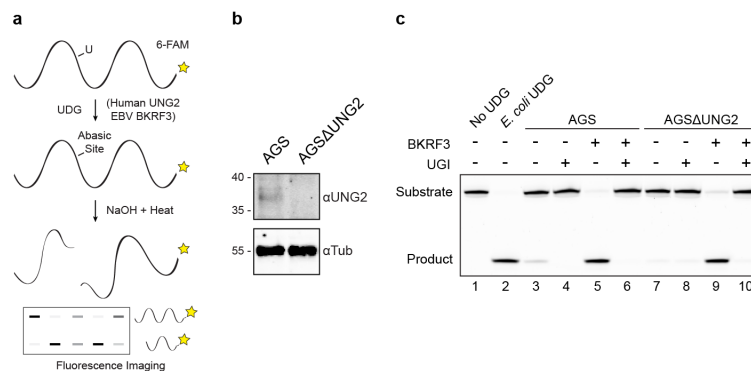 a
U
6-FAM
UDG
(Human UNG2
EBV BKRF3)
Abasic
Site
NaOH + Heat
Fluorescence Imaging
b
AGS
AGSΔUNG2
40 -
35 -
αUNG2
55 -
αTub
c
No UDG
E. coli UDG
AGS
AGSΔUNG2
BKRF3 - - - - + + - - + +
UGI - - - + - + - + - +
Substrate
Product
1 2 3 4 5 6 7 8 9 10